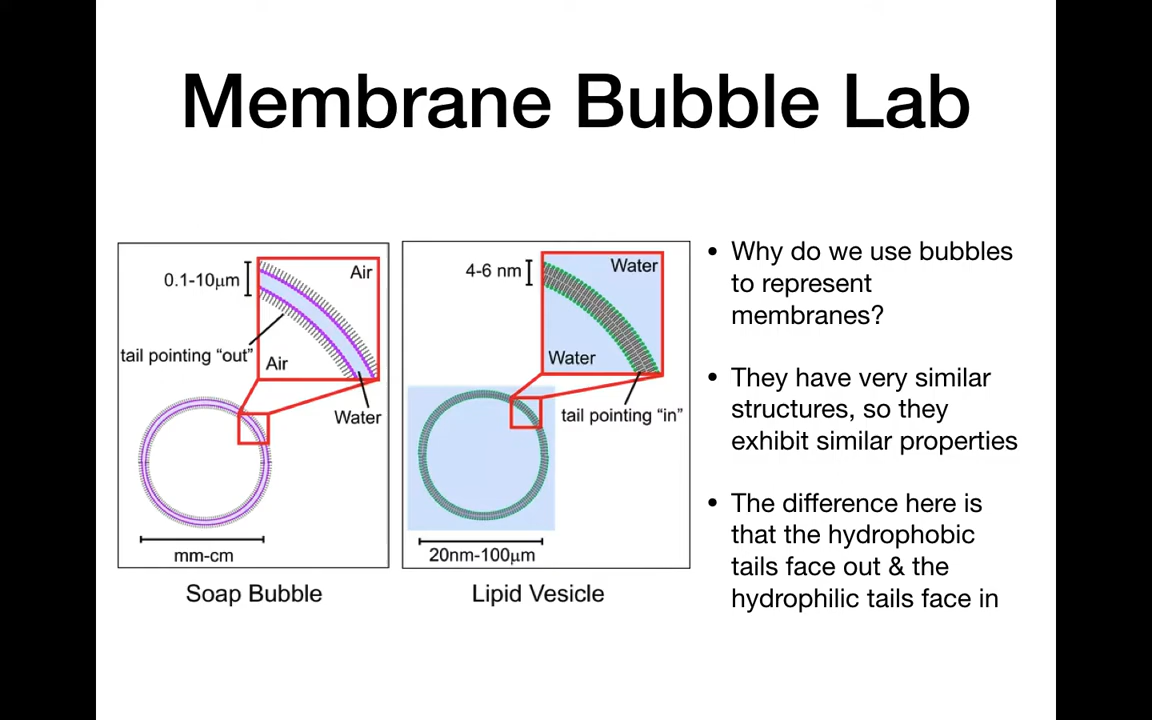 Membrane Bubble Lab
0.1-10μm
Air
Air
tail pointing “out”
Water
mm-cm
Soap Bubble
4-6 nm
Water
Water
tail pointing “in”
20nm-100μm
Lipid Vesicle
• Why do we use bubbles
to represent
membranes?
• They have very similar
structures, so they
exhibit similar properties
• The difference here is
that the hydrophobic
tails face out & the
hydrophilic tails face in